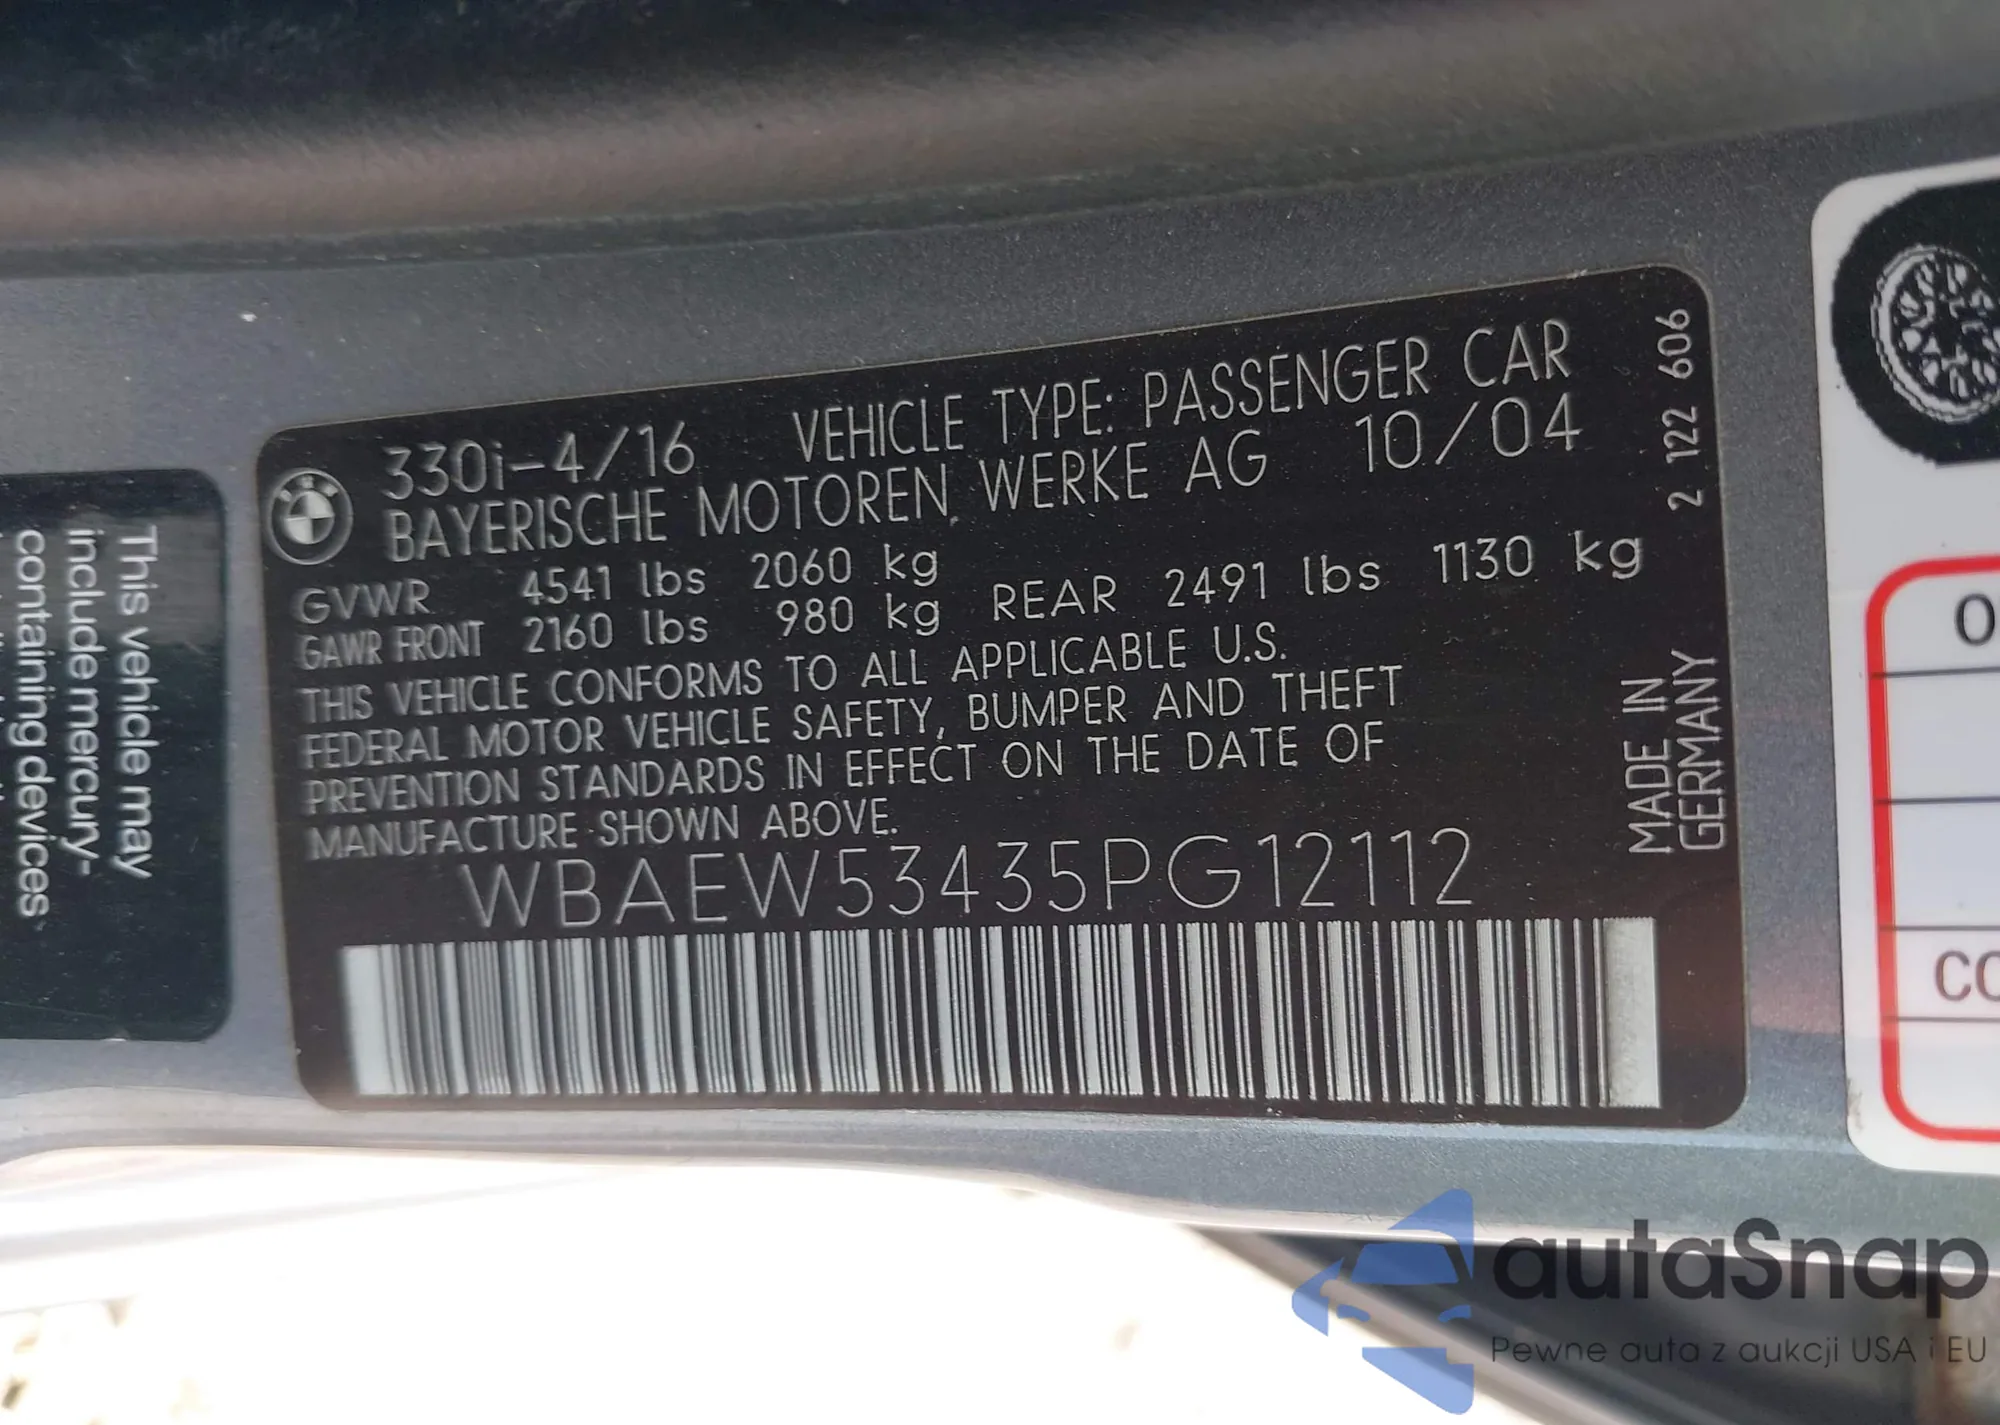 This vehicle may
include mercury-
containing devices
330i-4/16 VEHICLE TYPE: PASSENGER CAR
BAYERISCHE MOTOREN WERKE AG 10/04
GVWR 4541 lbs 2060 kg
GAWR FRONT 2160 lbs 980 kg REAR 2491 lbs 1130 kg
THIS VEHICLE CONFORMS TO ALL APPLICABLE U.S.
FEDERAL MOTOR VEHICLE SAFETY, BUMPER AND THEFT
PREVENTION STANDARDS IN EFFECT ON THE DATE OF
MANUFACTURE SHOWN ABOVE.
WBAEW53435PG12112
2 122 606
MADE IN
GERMANY
autaSnap
Pewne auta z aukcji USA i EU